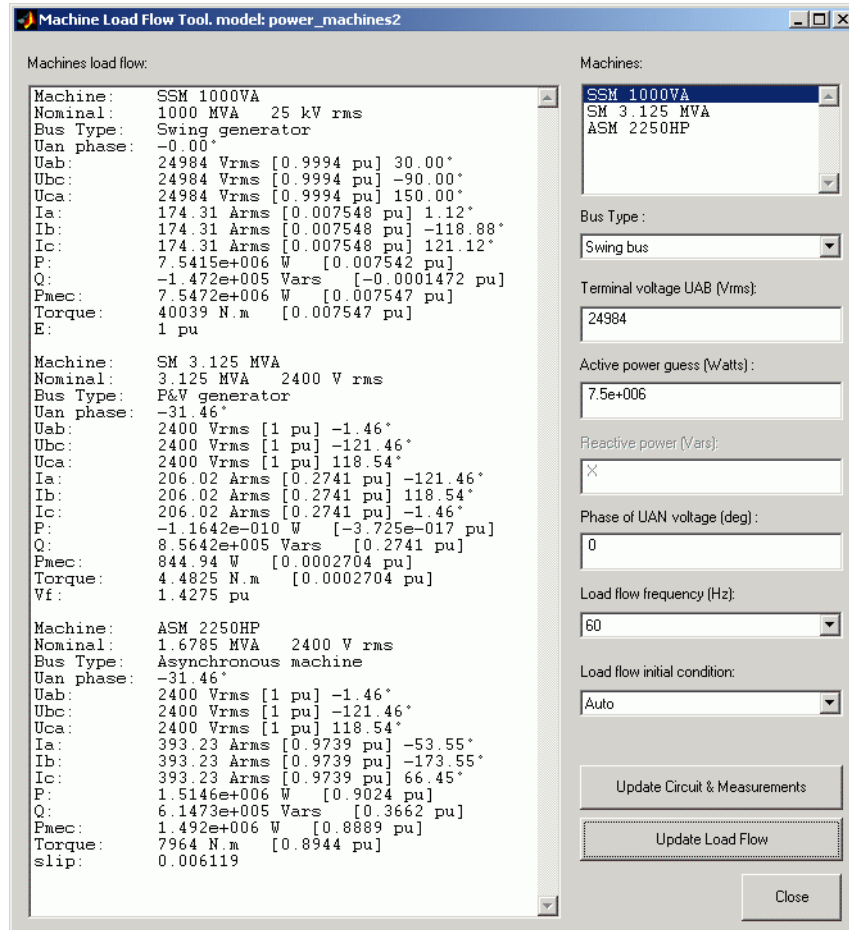 Machine Load Flow Tool. model: power_machines2
Machines load flow:
Machine: SSM 1000VA
Nominal: 1000 MVA 25 kV rms
Bus Type: Swing generator
Uan phase: -0.00°
Uab: 24984 Vrms [0.9994 pu] 30.00°
Ubc: 24984 Vrms [0.9994 pu] -90.00°
Uca: 24984 Vrms [0.9994 pu] 150.00°
Ia: 174.31 Arms [0.007548 pu] 1.12°
Ib: 174.31 Arms [0.007548 pu] -118.88°
Ic: 174.31 Arms [0.007548 pu] 121.12°
P: 7.5415e+006 W [0.007542 pu]
Q: -1.472e+005 Vars [-0.0001472 pu]
Pmec: 7.5472e+006 W [0.007547 pu]
Torque: 40039 N.m [0.007547 pu]
E: 1 pu
Machine: SM 3.125 MVA
Nominal: 3.125 MVA 2400 V rms
Bus Type: P&V generator
Uan phase: -31.46°
Uab: 2400 Vrms [1 pu] -1.46°
Ubc: 2400 Vrms [1 pu] -121.46°
Uca: 2400 Vrms [1 pu] 118.54°
Ia: 206.02 Arms [0.2741 pu] -121.46°
Ib: 206.02 Arms [0.2741 pu] 118.54°
Ic: 206.02 Arms [0.2741 pu] -1.46°
P: -1.1642e-010 W [-3.725e-017 pu]
Q: 8.5642e+005 Vars [0.2741 pu]
Pmec: 844.94 W [0.0002704 pu]
Torque: 4.4825 N.m [0.0002704 pu]
Vf: 1.4275 pu
Machine: ASM 2250HP
Nominal: 1.6785 MVA 2400 V rms
Bus Type: Asynchronous machine
Uan phase: -31.46°
Uab: 2400 Vrms [1 pu] -1.46°
Ubc: 2400 Vrms [1 pu] -121.46°
Uca: 2400 Vrms [1 pu] 118.54°
Ia: 393.23 Arms [0.9739 pu] -53.55°
Ib: 393.23 Arms [0.9739 pu] -173.55°
Ic: 393.23 Arms [0.9739 pu] 66.45°
P: 1.5146e+006 W [0.9024 pu]
Q: 6.1473e+005 Vars [0.3662 pu]
Pmec: 1.492e+006 W [0.8889 pu]
Torque: 7964 N.m [0.8944 pu]
slip: 0.006119
Machines:
SSM 1000VA
SM 3.125 MVA
ASM 2250HP
Bus Type :
Swing bus
Terminal voltage UAB (Vrms):
24984
Active power guess (Watts) :
7.5e+006
Reactive power (Vars):
X
Phase of UAN voltage (deg) :
0
Load flow frequency (Hz):
60
Load flow initial condition:
Auto
Update Circuit & Measurements
Update Load Flow
Close